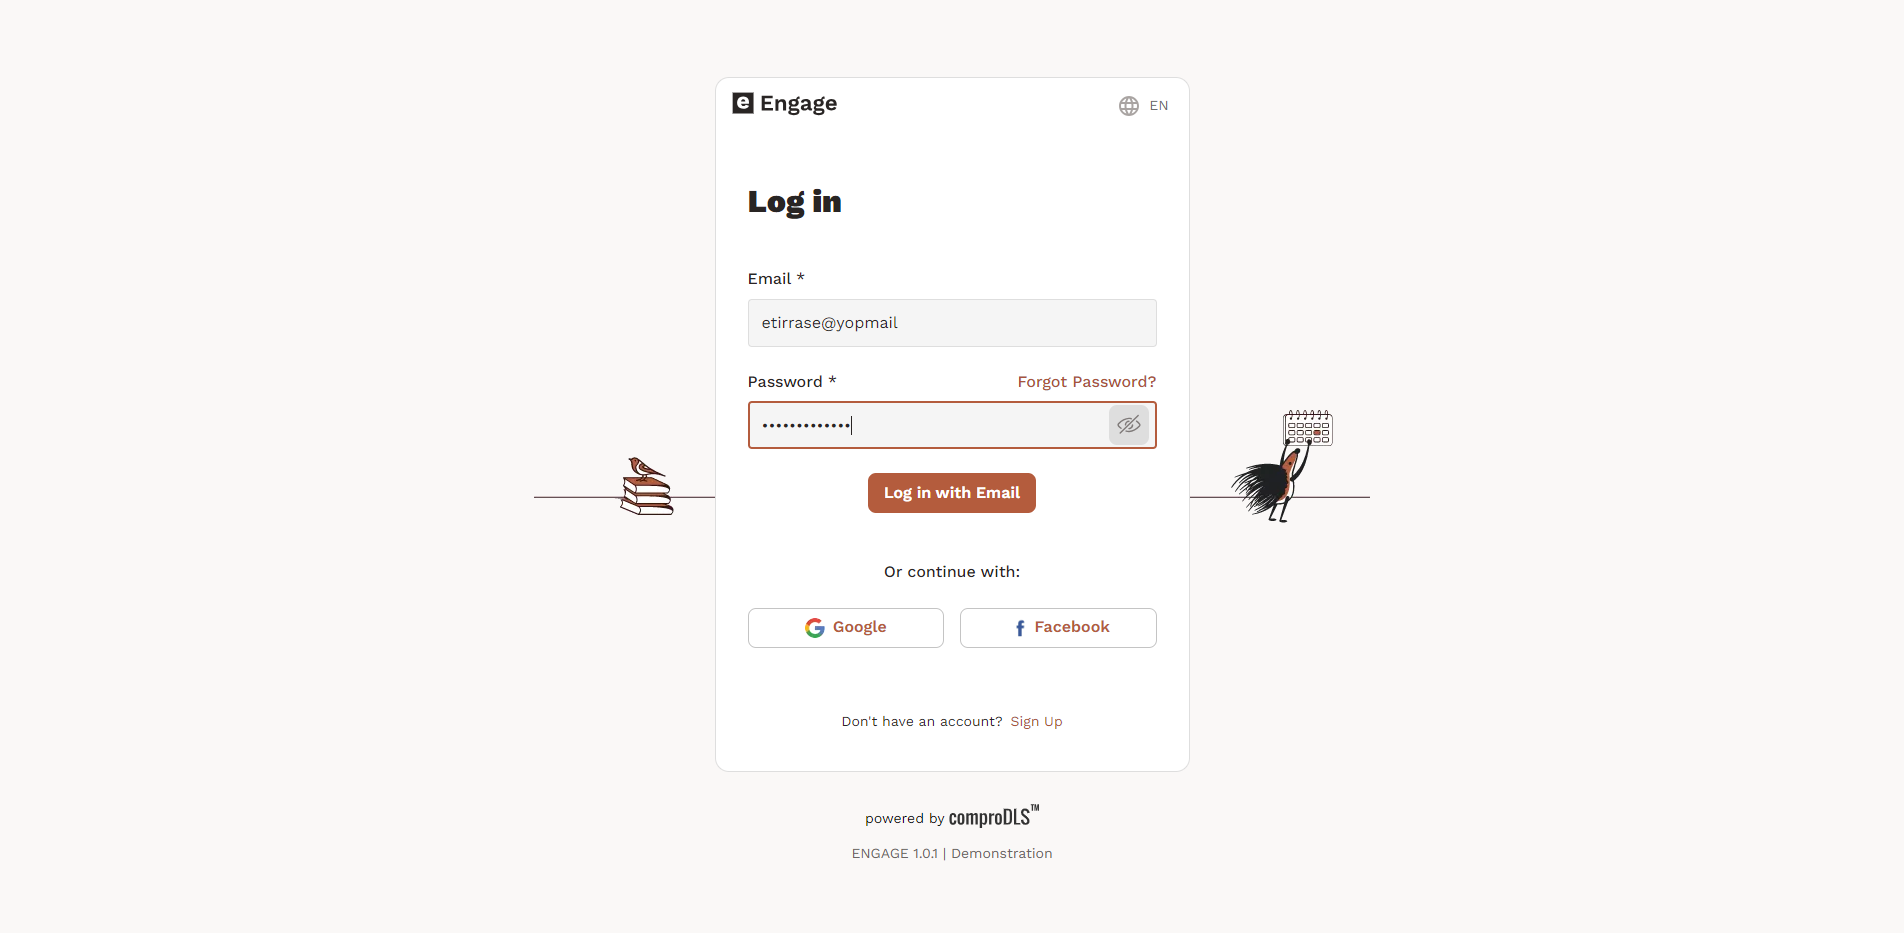 e Engage
EN
Log in
Email *
etirrase@yopmail
Password *
Forgot Password?
•••••••••••••
Log in with Email
Or continue with:
Google
Facebook
Don't have an account? Sign Up
powered by comproDLS™
ENGAGE 1.0.1 | Demonstration